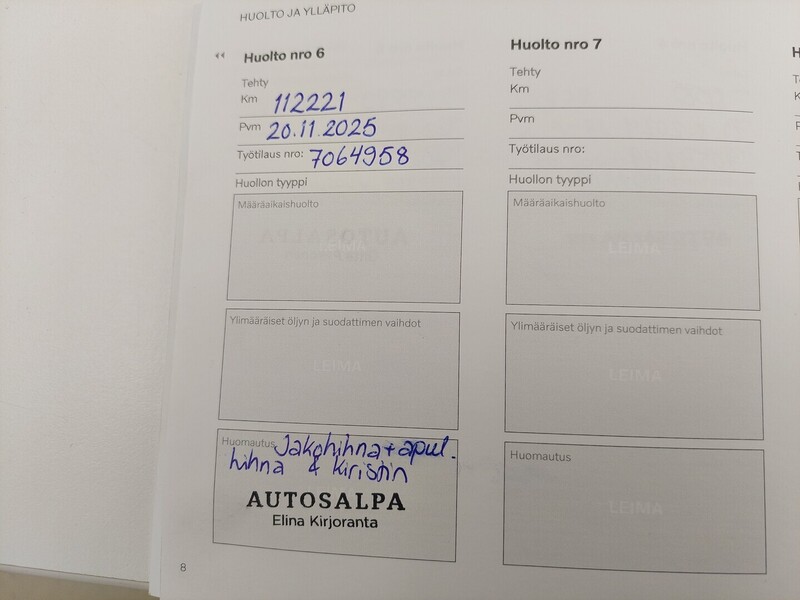 HUOLTO JA YLLÄPITO
Huolto nro 6
Tehty
Km 112221
Pvm 20.11.2025
Työtilaus nro: 7064958
Huollon tyyppi
Määräaikaishuolto
AUTOSALPA
LEIMA
Ylimääräiset öljyn ja suodattimen vaihdot
LEIMA
Huomautus Jakohihna + apul.
hihna & kiristin
AUTOSALPA
Elina Kirjoranta
8
Huolto nro 7
Tehty
Km
Pvm
Työtilaus nro:
Huollon tyyppi
Määräaikaishuolto
LEIMA
Ylimääräiset öljyn ja suodattimen vaihdot
LEIMA
Huomautus
LEIMA